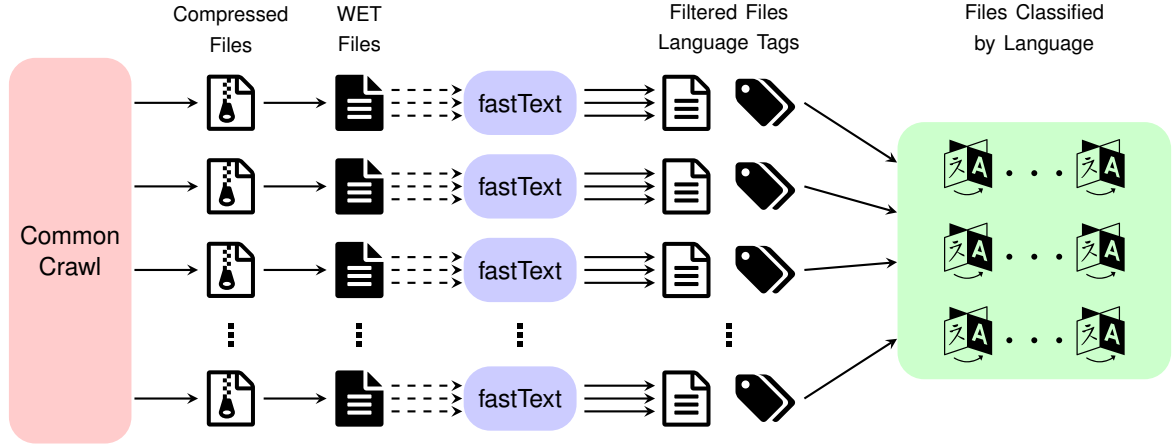 Compressed
Files
WET
Files
Filtered Files
Language Tags
Files Classified
by Language
Common
Crawl
fastText
fastText
fastText
fastText
A
A
A
A
A
A